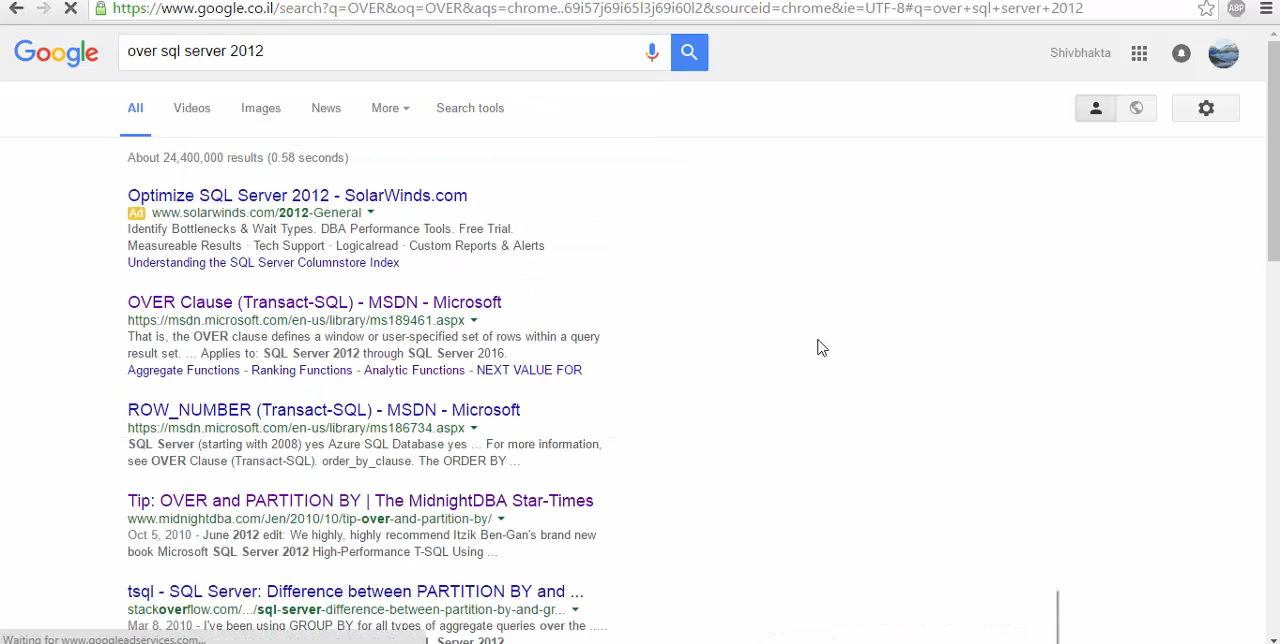 https://www.google.co.il/search?q=OVER&oq=OVER&aqs=chrome..69i57j69i65l3j69i60l2&sourceid=chrome&ie=UTF-8#q=over+sql+server+2012
ABP
Google
over sql server 2012
Shivbhakta
All Videos Images News More Search tools
About 24,400,000 results (0.58 seconds)
Optimize SQL Server 2012 - SolarWinds.com
Ad www.solarwinds.com/2012-General
Identify Bottlenecks & Wait Types. DBA Performance Tools. Free Trial.
Measureable Results · Tech Support · Logicalread · Custom Reports & Alerts
Understanding the SQL Server Columnstore Index
OVER Clause (Transact-SQL) - MSDN - Microsoft
https://msdn.microsoft.com/en-us/library/ms189461.aspx
That is, the OVER clause defines a window or user-specified set of rows within a query
result set. ... Applies to: SQL Server 2012 through SQL Server 2016.
Aggregate Functions - Ranking Functions - Analytic Functions - NEXT VALUE FOR
ROW_NUMBER (Transact-SQL) - MSDN - Microsoft
https://msdn.microsoft.com/en-us/library/ms186734.aspx
SQL Server (starting with 2008) yes Azure SQL Database yes ... For more information,
see OVER Clause (Transact-SQL). order_by_clause. The ORDER BY ...
Tip: OVER and PARTITION BY | The MidnightDBA Star-Times
www.midnightdba.com/Jen/2010/10/tip-over-and-partition-by/
Oct 5, 2010 - June 2012 edit: We highly, highly recommend Itzik Ben-Gan's brand new
book Microsoft SQL Server 2012 High-Performance T-SQL Using ...
tsql - SQL Server: Difference between PARTITION BY and ...
stackoverflow.com/.../sql-server-difference-between-partition-by-and-gr...
Mar 8, 2010 - I've been using GROUP BY for all types of aggregate queries over the .....
Waiting for www.googleadservices.com...
SQL Server 2012